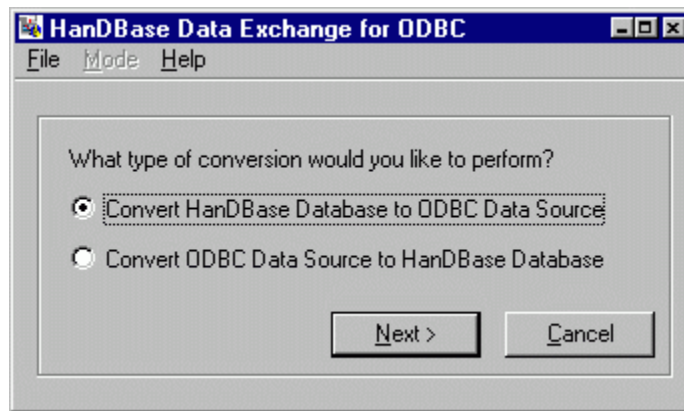 HanDBase Data Exchange for ODBC
File Mode Help
What type of conversion would you like to perform?
Convert HanDBase Database to ODBC Data Source
Convert ODBC Data Source to HanDBase Database
Next > Cancel